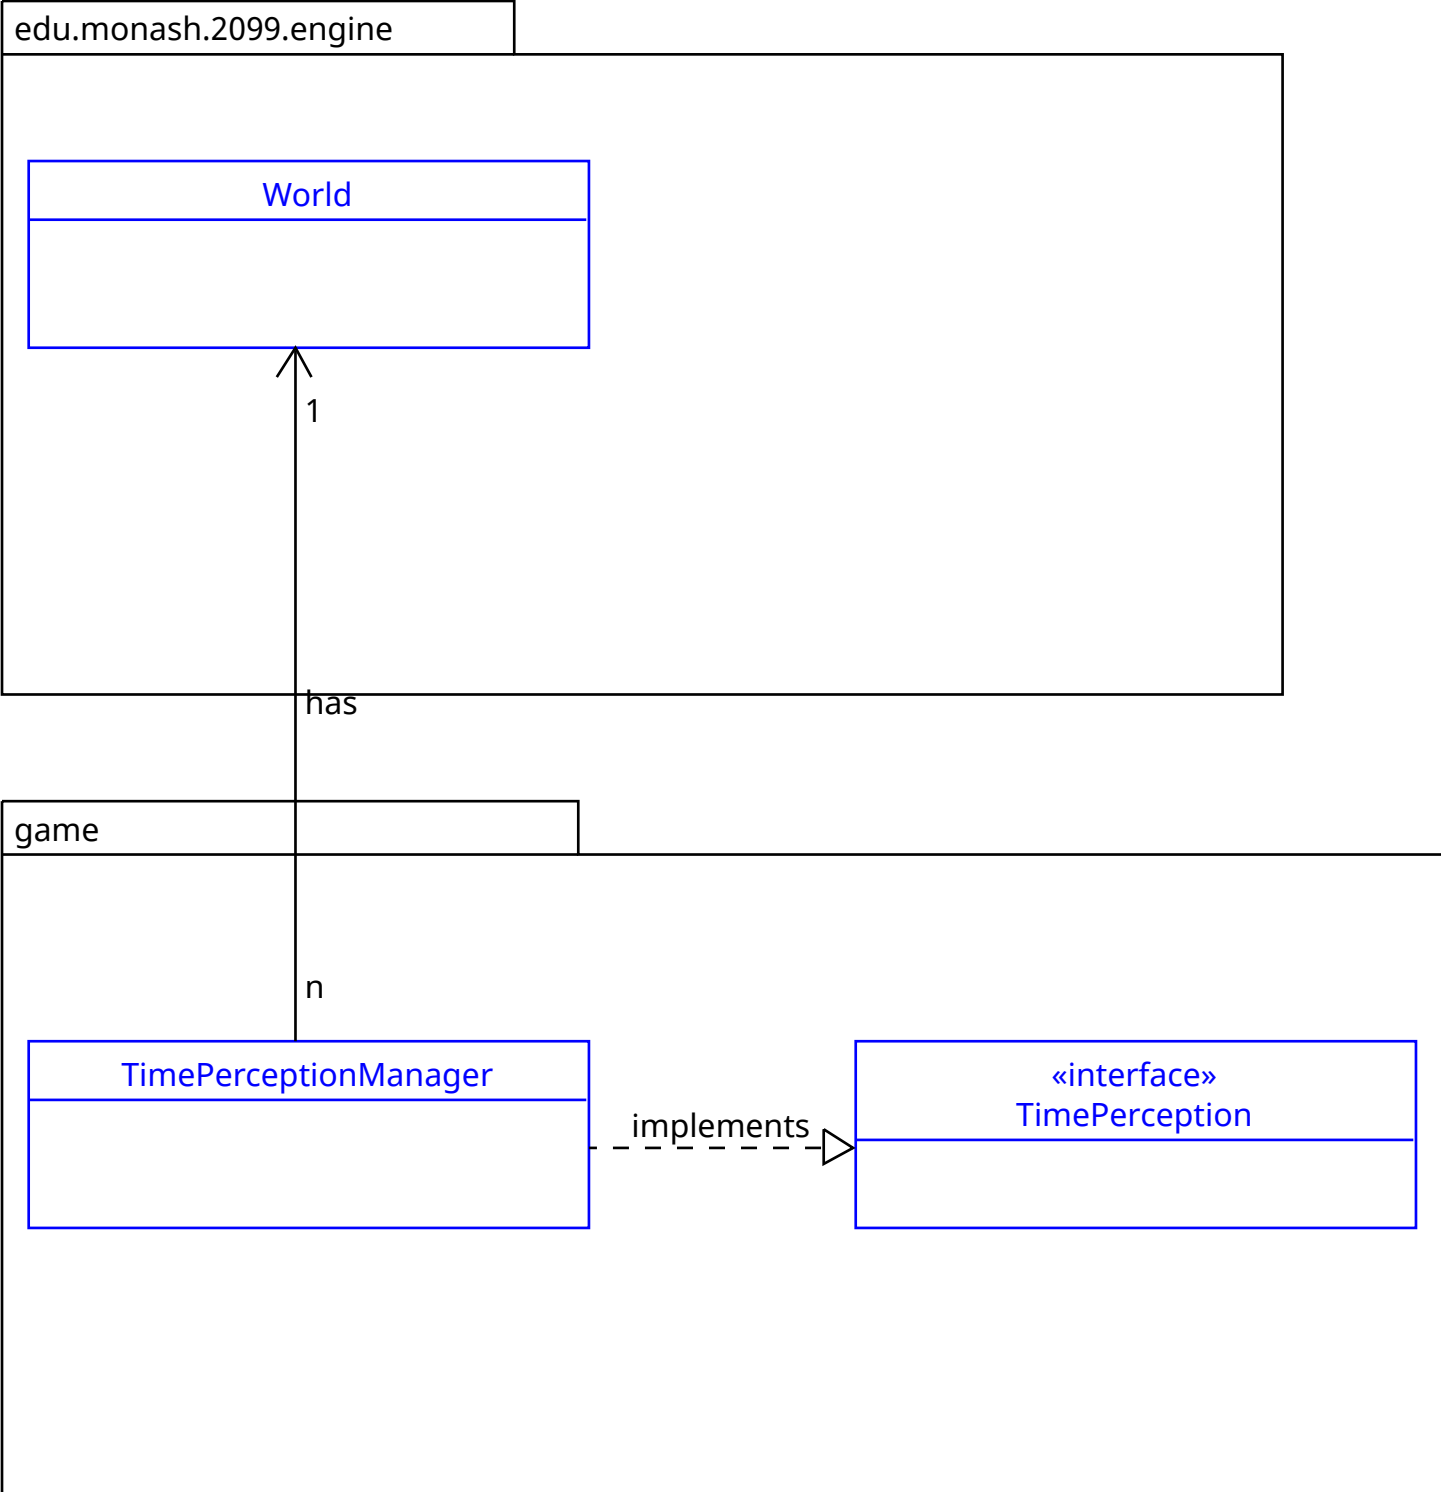 edu.monash.2099.engine
World
1
has
game
n
TimePerceptionManager
implements
«interface»
TimePerception